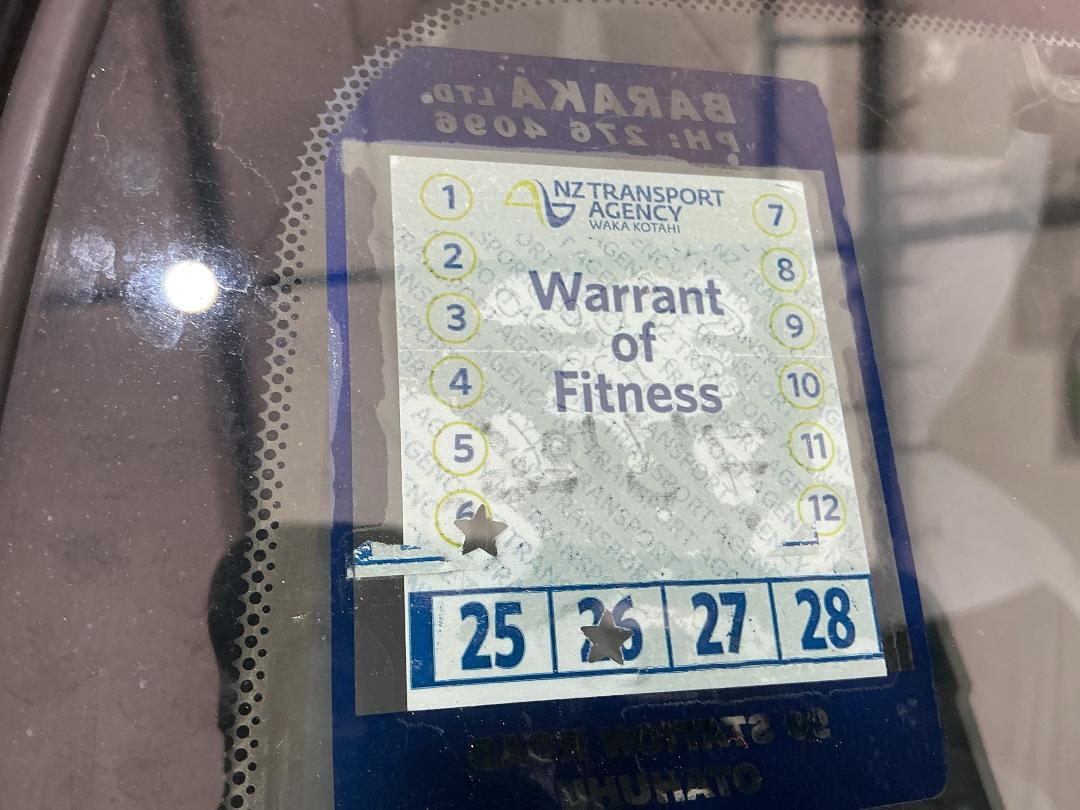 BARAKA LTD.
PH: 276 4096
NZ TRANSPORT
AGENCY
WAKA KOTAHI
Warrant
of
Fitness
1
2
3
4
5
6
7
8
9
10
11
12
25 26 27 28
STATION ROAD
OTAHUHU